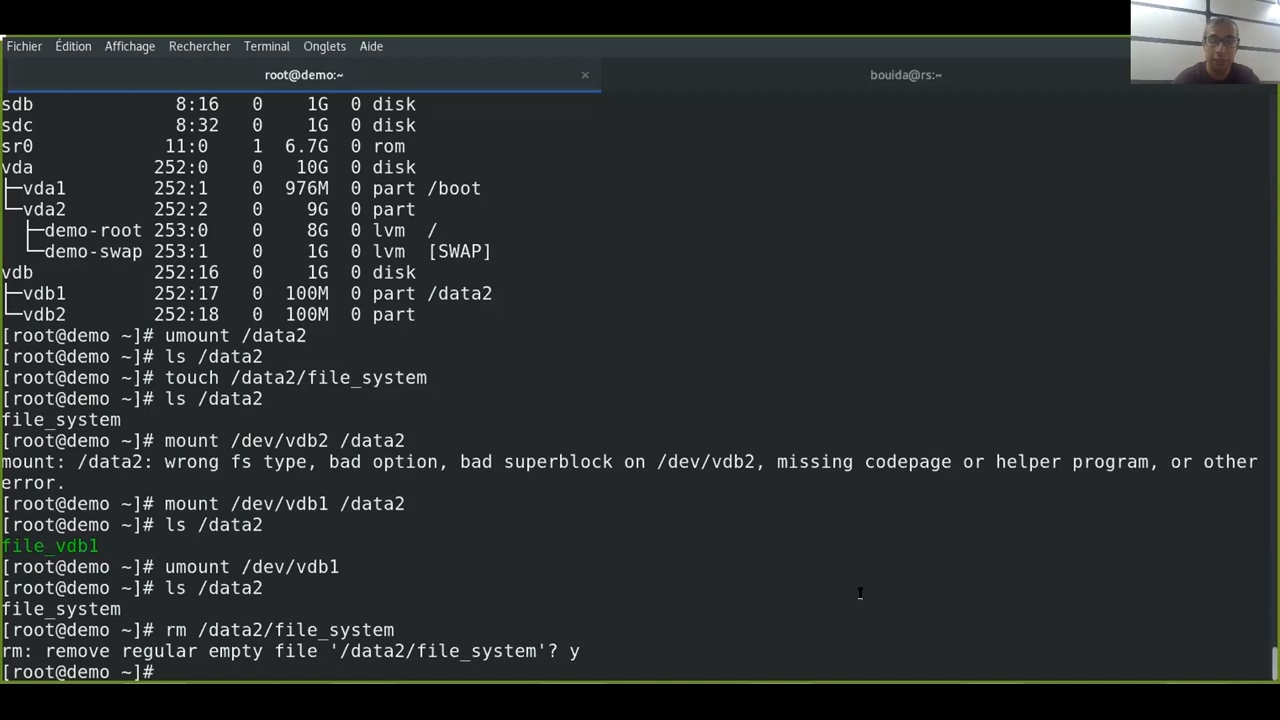 Fichier Édition Affichage Rechercher Terminal Onglets Aide
root@demo:~ × bouida@rs:~
sdb 8:16 0 1G 0 disk
sdc 8:32 0 1G 0 disk
sr0 11:0 1 6.7G 0 rom
vda 252:0 0 10G 0 disk
├─vda1 252:1 0 976M 0 part /boot
└─vda2 252:2 0 9G 0 part
├─demo-root 253:0 0 8G 0 lvm /
└─demo-swap 253:1 0 1G 0 lvm [SWAP]
vdb 252:16 0 1G 0 disk
├─vdb1 252:17 0 100M 0 part /data2
└─vdb2 252:18 0 100M 0 part
[root@demo ~]# umount /data2
[root@demo ~]# ls /data2
[root@demo ~]# touch /data2/file_system
[root@demo ~]# ls /data2
file_system
[root@demo ~]# mount /dev/vdb2 /data2
mount: /data2: wrong fs type, bad option, bad superblock on /dev/vdb2, missing codepage or helper program, or other
error.
[root@demo ~]# mount /dev/vdb1 /data2
[root@demo ~]# ls /data2
file_vdb1
[root@demo ~]# umount /dev/vdb1
[root@demo ~]# ls /data2
file_system
[root@demo ~]# rm /data2/file_system
rm: remove regular empty file '/data2/file_system'? y
[root@demo ~]#